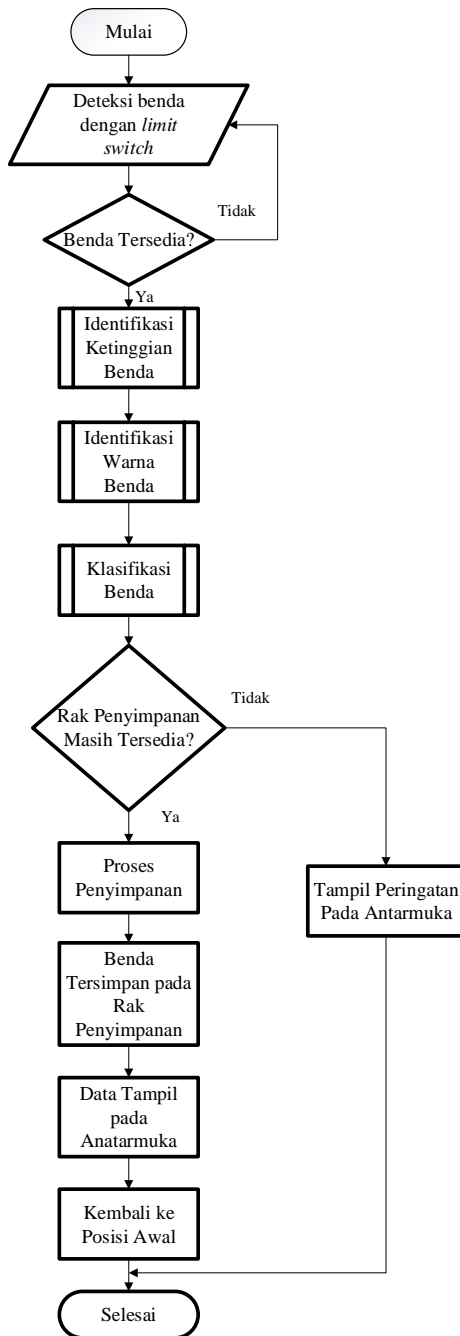 Mulai
Deteksi benda
dengan limit
switch
Tidak
Benda Tersedia?
Ya
Identifikasi
Ketinggian
Benda
Identifikasi
Warna
Benda
Klasifikasi
Benda
Tidak
Rak Penyimpanan
Masih Tersedia?
Ya
Proses
Penyimpanan
Tampil Peringatan
Pada Antarmuka
Benda
Tersimpan pada
Rak
Penyimpanan
Data Tampil
pada
Anatarmuka
Kembali ke
Posisi Awal
Selesai